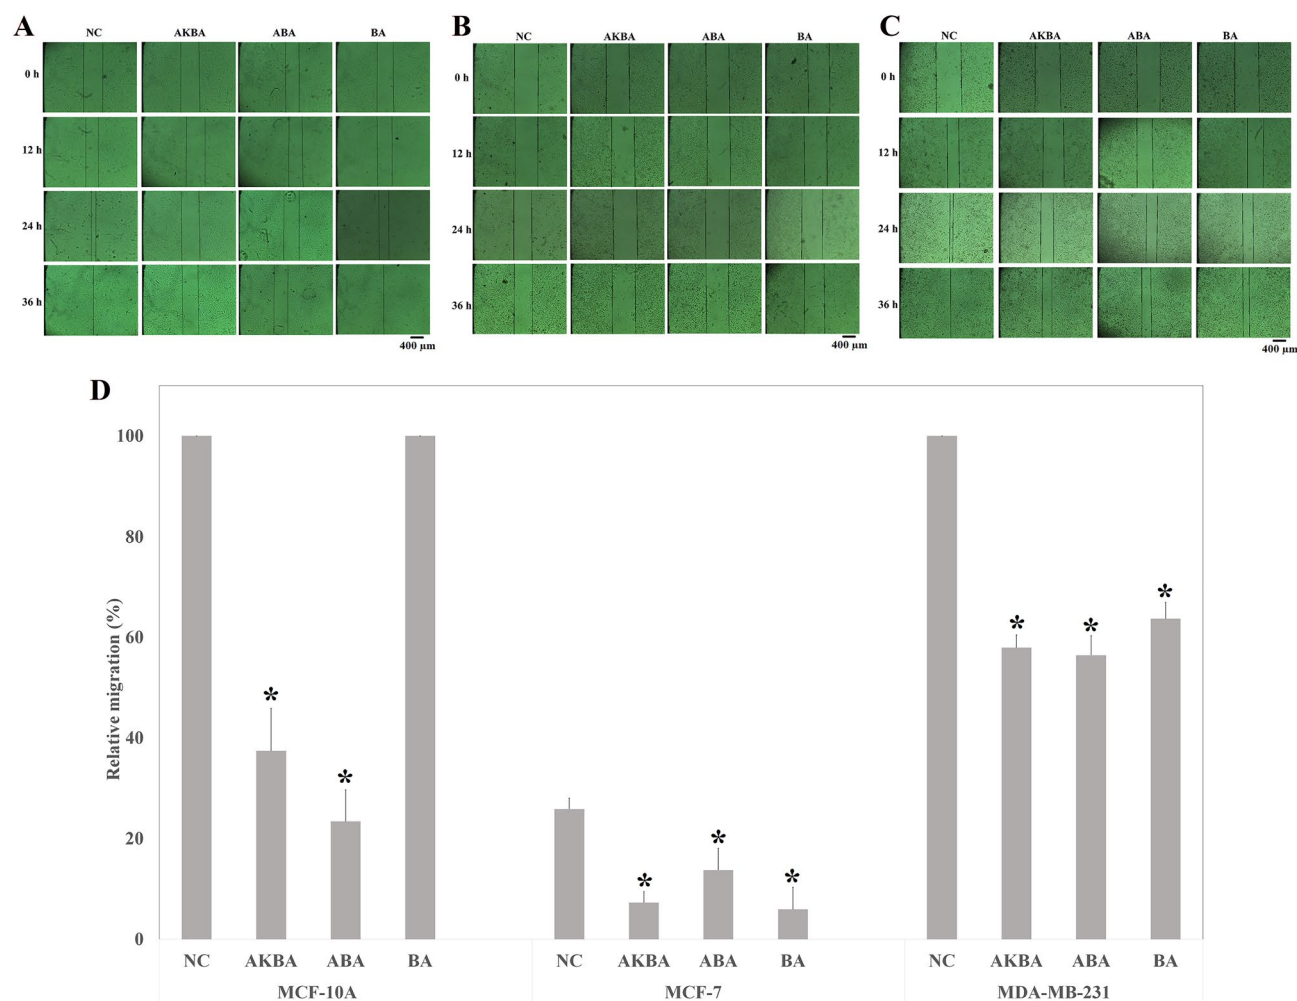 A
NC AKBA ABA BA
0 h
12 h
24 h
36 h
400 µm
B
NC AKBA ABA BA
0 h
12 h
24 h
36 h
400 µm
C
NC AKBA ABA BA
0 h
12 h
24 h
36 h
400 µm
D
Relative migration (%)
100
80
60
40
20
0
* * * * * * * *
NC AKBA ABA BA NC AKBA ABA BA NC AKBA ABA BA
MCF-10A MCF-7 MDA-MB-231